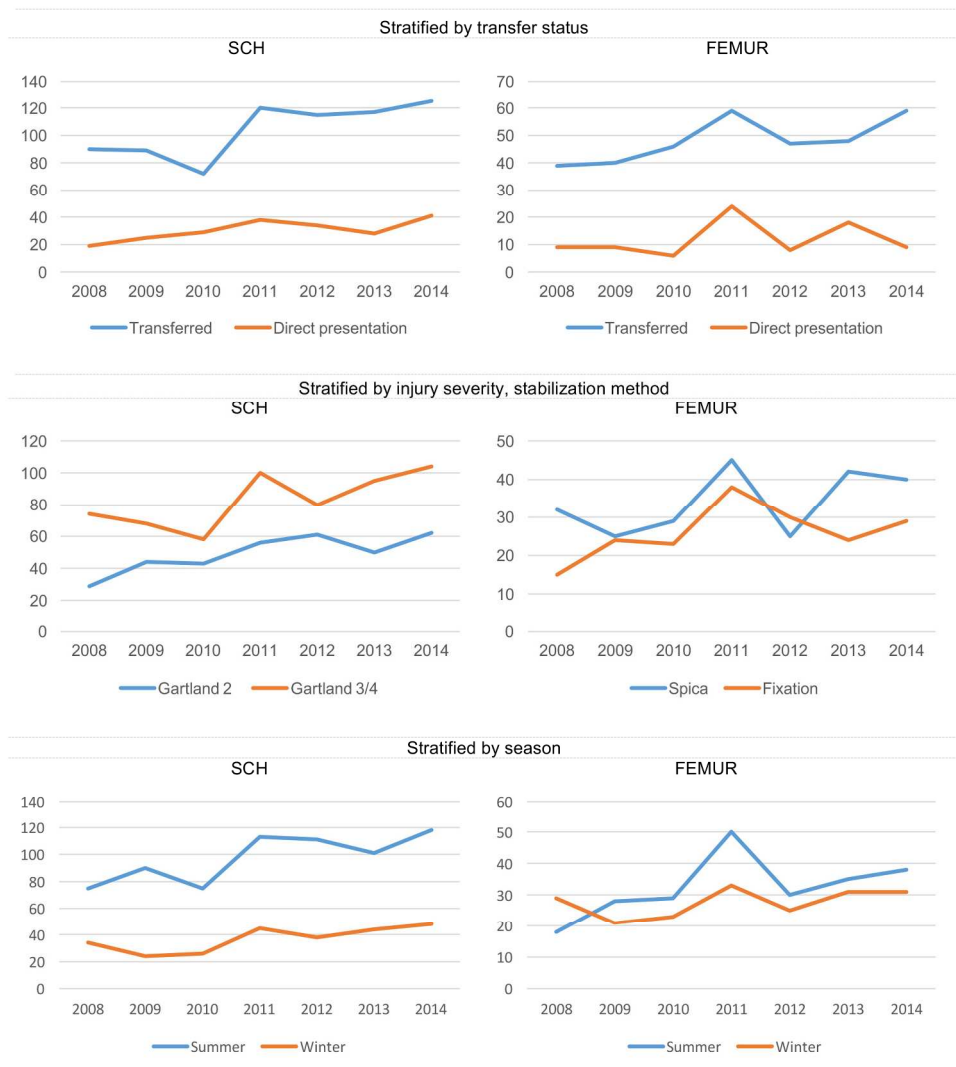 Stratified by transfer status
SCH
FEMUR
140
120
100
80
60
40
20
0
2008 2009 2010 2011 2012 2013 2014
Transferred Direct presentation
70
60
50
40
30
20
10
0
2008 2009 2010 2011 2012 2013 2014
Transferred Direct presentation
Stratified by injury severity, stabilization method
SCH
FEMUR
120
100
80
60
40
20
0
2008 2009 2010 2011 2012 2013 2014
Gartland 2 Gartland 3/4
50
40
30
20
10
0
2008 2009 2010 2011 2012 2013 2014
Spica Fixation
Stratified by season
SCH
FEMUR
140
120
100
80
60
40
20
0
2008 2009 2010 2011 2012 2013 2014
Summer Winter
60
50
40
30
20
10
0
2008 2009 2010 2011 2012 2013 2014
Summer Winter